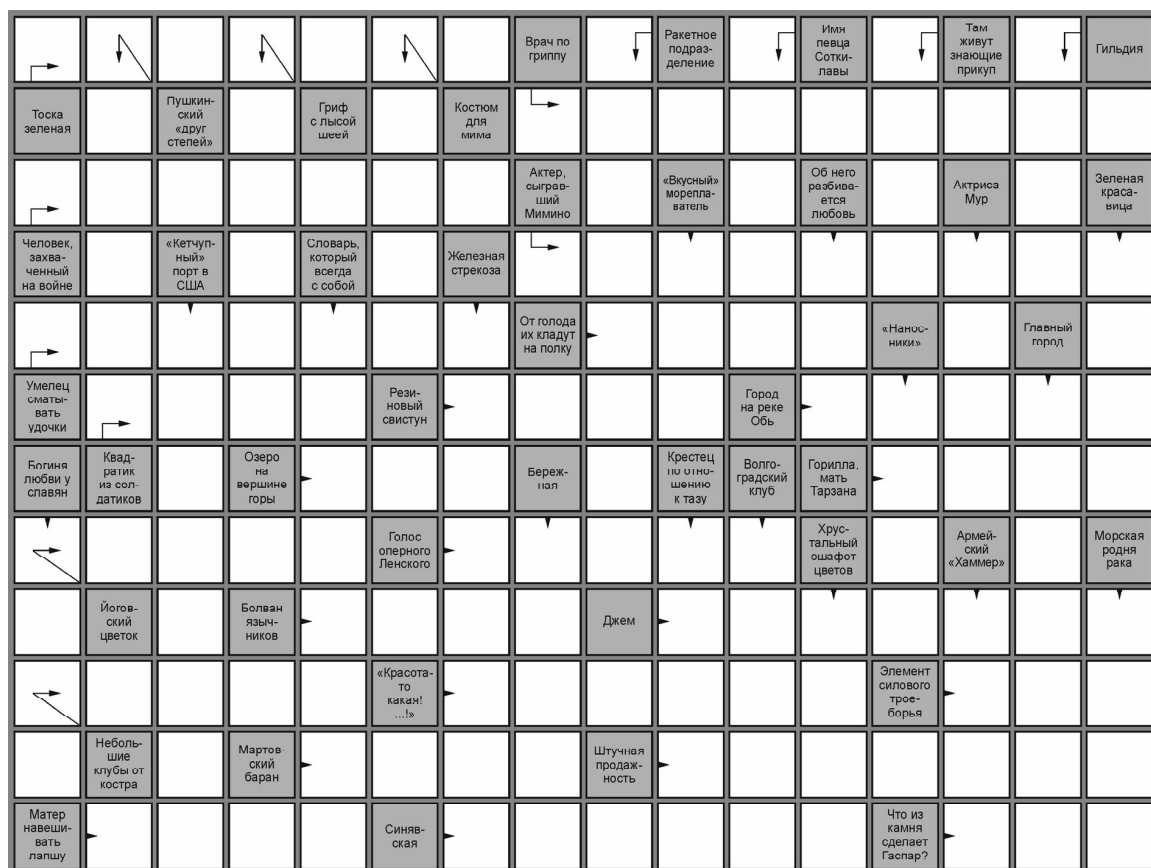 Врач по
гриппу
Ракетное
подраз-
деление
Имя
певца
Сотки-
лавы
Там
живут
знающие
прикуп
Гильдия
Тоска
зеленая
Пушкин-
ский
«друг
степей»
Гриф
с лысой
шеей
Костюм
для
мима
Актер,
сыграв-
ший
Мимино
«Вкусный»
морепла-
ватель
Об него
разбива-
ется
любовь
Актриса
Мур
Зеленая
краса-
вица
Человек,
захва-
ченный
на войне
«Кетчуп-
ный»
порт в
США
Словарь,
который
всегда
с собой
Железная
стрекоза
От голода
их кладут
на полку
«Нанос-
ники»
Главный
город
Умелец
сматы-
вать
удочки
Рези-
новый
свистун
Город
на реке
Обь
Богиня
любви у
славян
Квад-
ратик
из сол-
датиков
Озеро
на
вершине
горы
Береж-
ная
Крестец
по отно-
шению
к тазу
Волго-
градский
клуб
Горилла,
мать
Тарзана
Голос
оперного
Ленского
Хрус-
тальный
эшафот
цветов
Армей-
ский
«Хаммер»
Морская
родня
рака
Йогов-
ский
цветок
Болван
языч-
ников
Джем
«Красота-
то
какая!
...!»
Элемент
силового
трое-
борья
Неболь-
шие
клубы от
костра
Мартов-
ский
баран
Штучная
продаж-
ность
Мастер
навеши-
вать
лапшу
Синяв-
ская
Что из
камня
сделает
Гаспар?